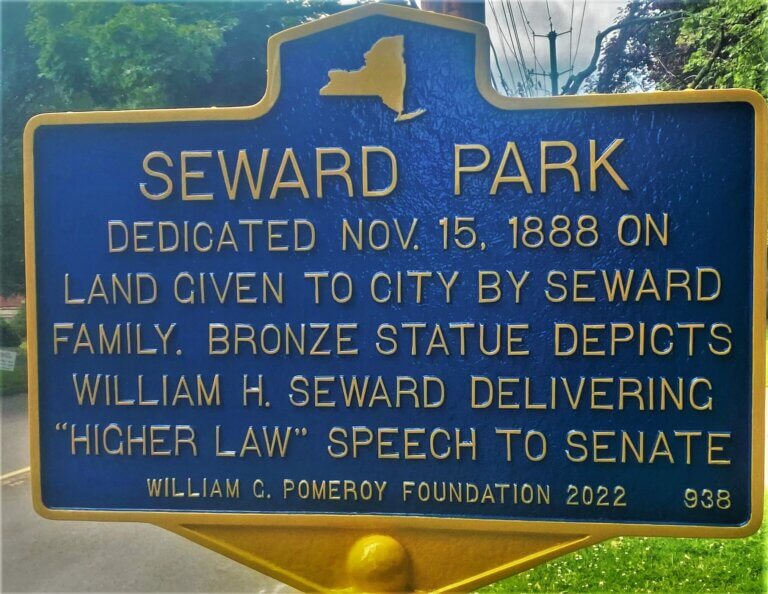 SEWARD PARK
DEDICATED NOV. 15, 1888 ON
LAND GIVEN TO CITY BY SEWARD
FAMILY. BRONZE STATUE DEPICTS
WILLIAM H. SEWARD DELIVERING
"HIGHER LAW" SPEECH TO SENATE
WILLIAM G. POMEROY FOUNDATION 2022 938